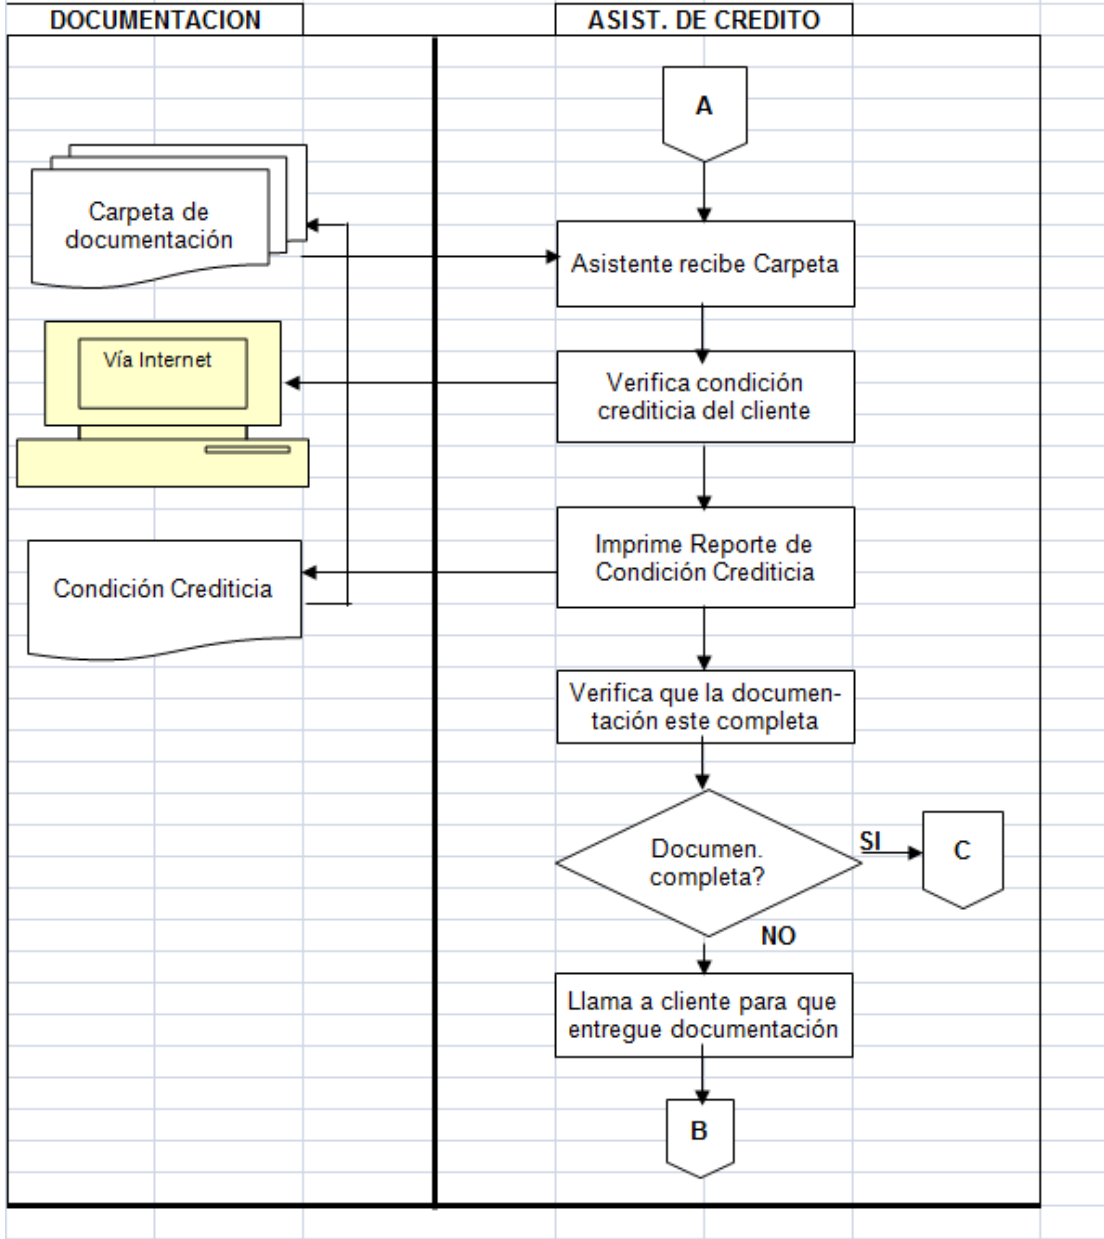 DOCUMENTACION
ASIST. DE CREDITO
A
Carpeta de
documentación
Asistente recibe Carpeta
Vía Internet
Verifica condición
crediticia del cliente
Imprime Reporte de
Condición Crediticia
Condición Crediticia
Verifica que la documen-
tación este completa
Documen.
completa?
SI
C
NO
Llama a cliente para que
entregue documentación
B